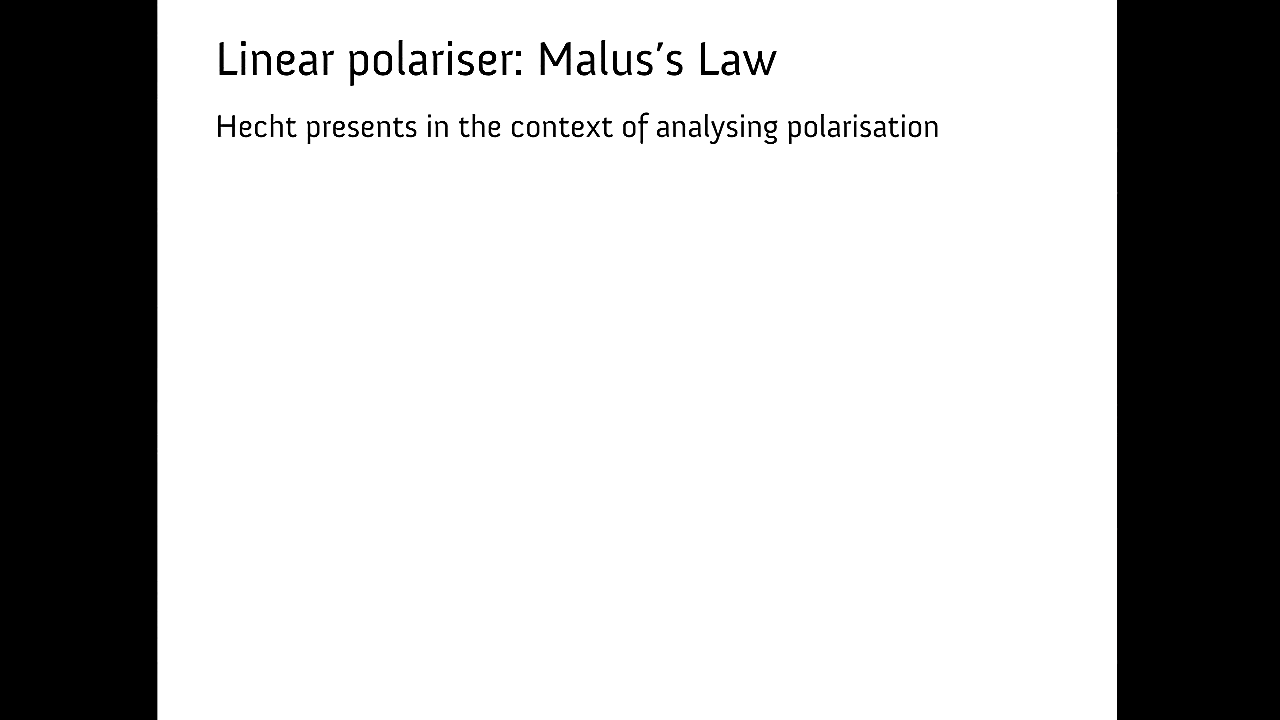 Linear polariser: Malus’s Law
Hecht presents in the context of analysing polarisation